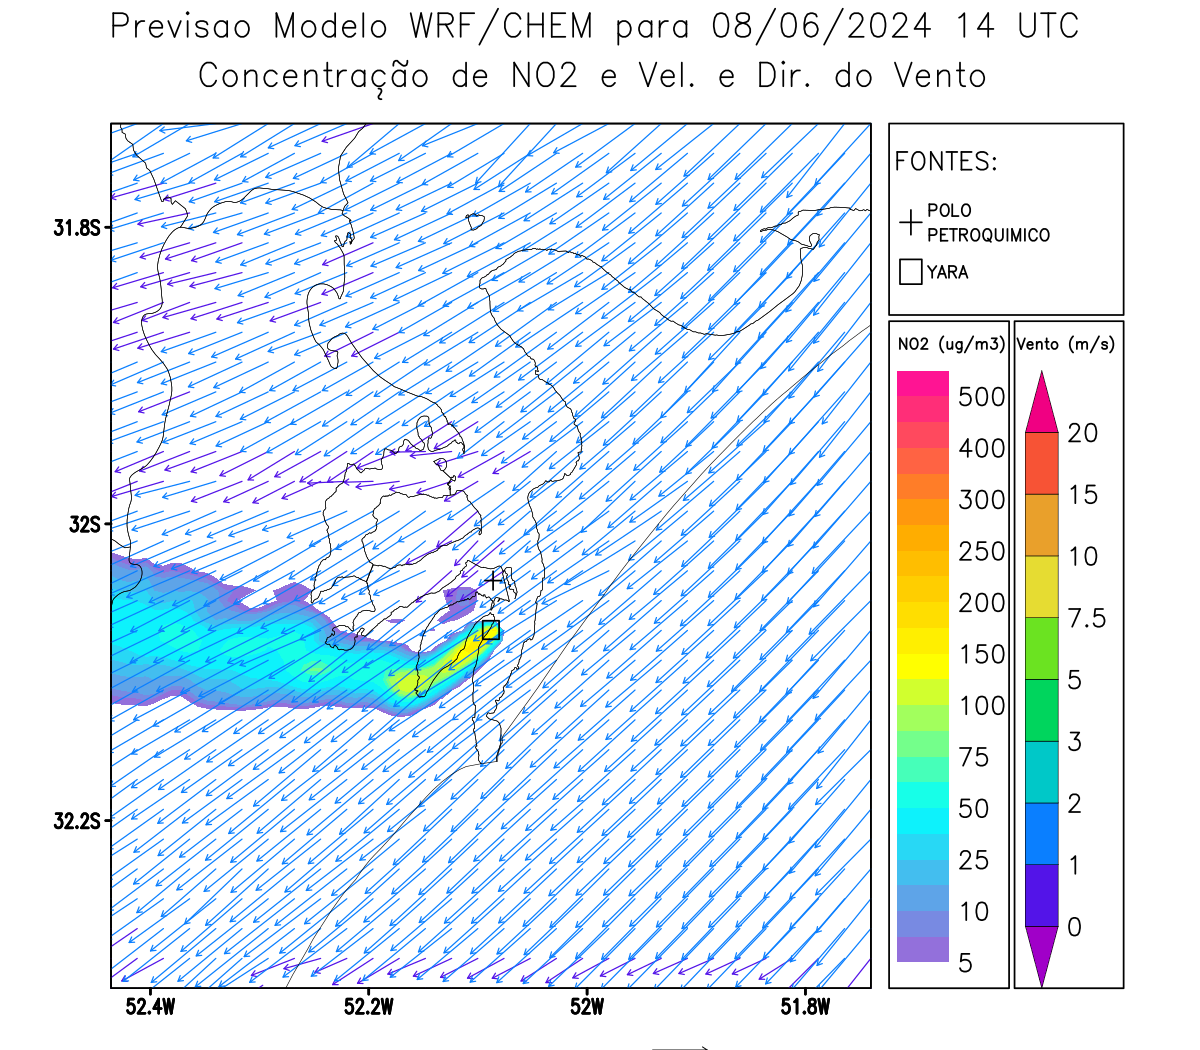 Previsao Modelo WRF/CHEM para 08/06/2024 14 UTC
Concentração de NO2 e Vel. e Dir. do Vento
FONTES:
POLO
PETROQUIMICO
YARA
NO2 (ug/m3)
500
400
300
250
200
150
100
75
50
25
10
5
Vento (m/s)
20
15
10
7.5
5
3
2
1
0
31.8S
32S
32.2S
52.4W
52.2W
52W
51.8W